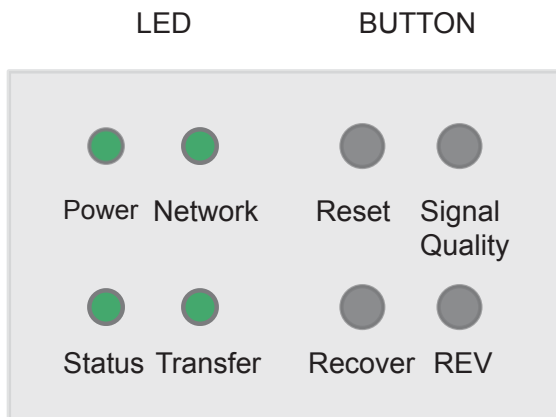 LED BUTTON
Power Network Reset Signal
Quality
Status Transfer Recover REV